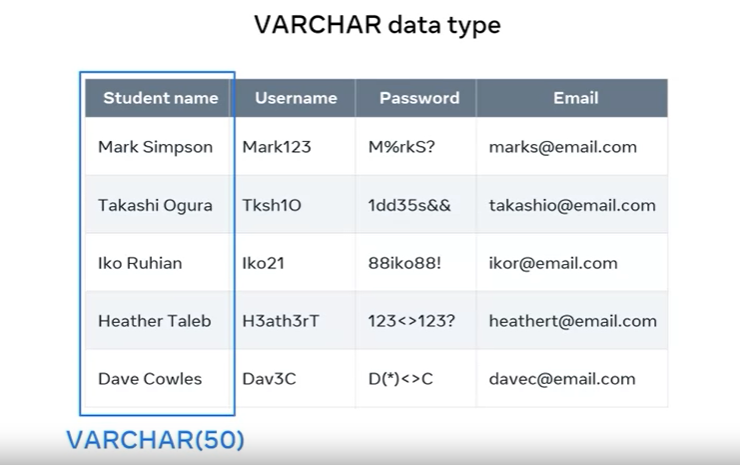 VARCHAR data type
Student name Username Password Email
Mark Simpson Mark123 M%rkS? marks@email.com
Takashi Ogura Tksh1O 1dd35s&& takashio@email.com
Iko Ruhian Iko21 88iko88! ikor@email.com
Heather Taleb H3ath3rT 123<>123? heathert@email.com
Dave Cowles Dav3C D(*)<>C davec@email.com
VARCHAR(50)